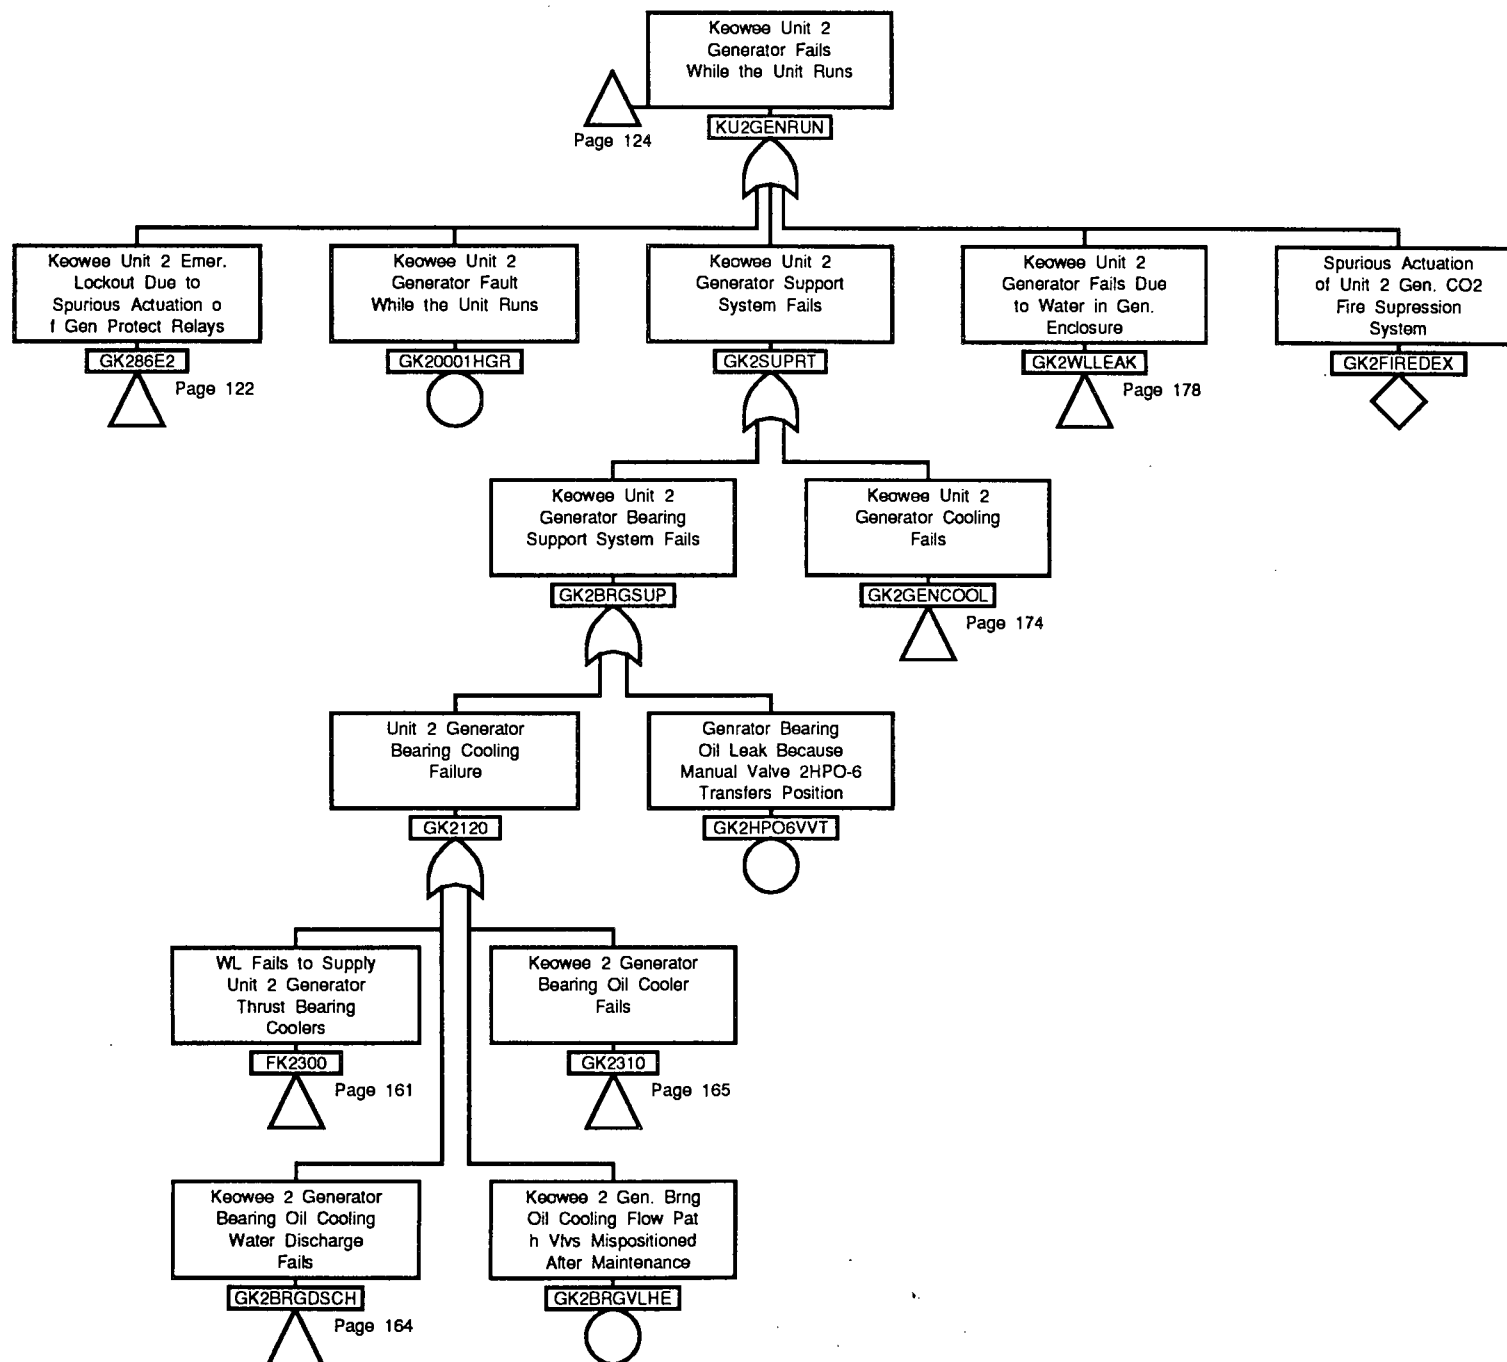 Keowee Unit 2
Generator Fails
While the Unit Runs
Page 124
KU2GENRUN
Keowee Unit 2 Emer.
Lockout Due to
Spurious Actuation o
f Gen Protect Relays
GK286E2
Page 122
Keowee Unit 2
Generator Fault
While the Unit Runs
GK20001HGR
Keowee Unit 2
Generator Support
System Fails
GK2SUPRT
Keowee Unit 2
Generator Fails Due
to Water in Gen.
Enclosure
GK2WLLEAK
Page 178
Spurious Actuation
of Unit 2 Gen. CO2
Fire Supression
System
GK2FIREDEX
Keowee Unit 2
Generator Bearing
Support System Fails
GK2BRGSUP
Keowee Unit 2
Generator Cooling
Fails
GK2GENCOOL
Page 174
Unit 2 Generator
Bearing Cooling
Failure
GK2120
Genrator Bearing
Oil Leak Because
Manual Valve 2HPO-6
Transfers Position
GK2HPO6VVT
WL Fails to Supply
Unit 2 Generator
Thrust Bearing
Coolers
FK2300
Page 161
Keowee 2 Generator
Bearing Oil Cooler
Fails
GK2310
Page 165
Keowee 2 Generator
Bearing Oil Cooling
Water Discharge
Fails
GK2BRGDSCH
Page 164
Keowee 2 Gen. Brng
Oil Cooling Flow Pat
h Vlvs Mispositioned
After Maintenance
GK2BRGVLHE